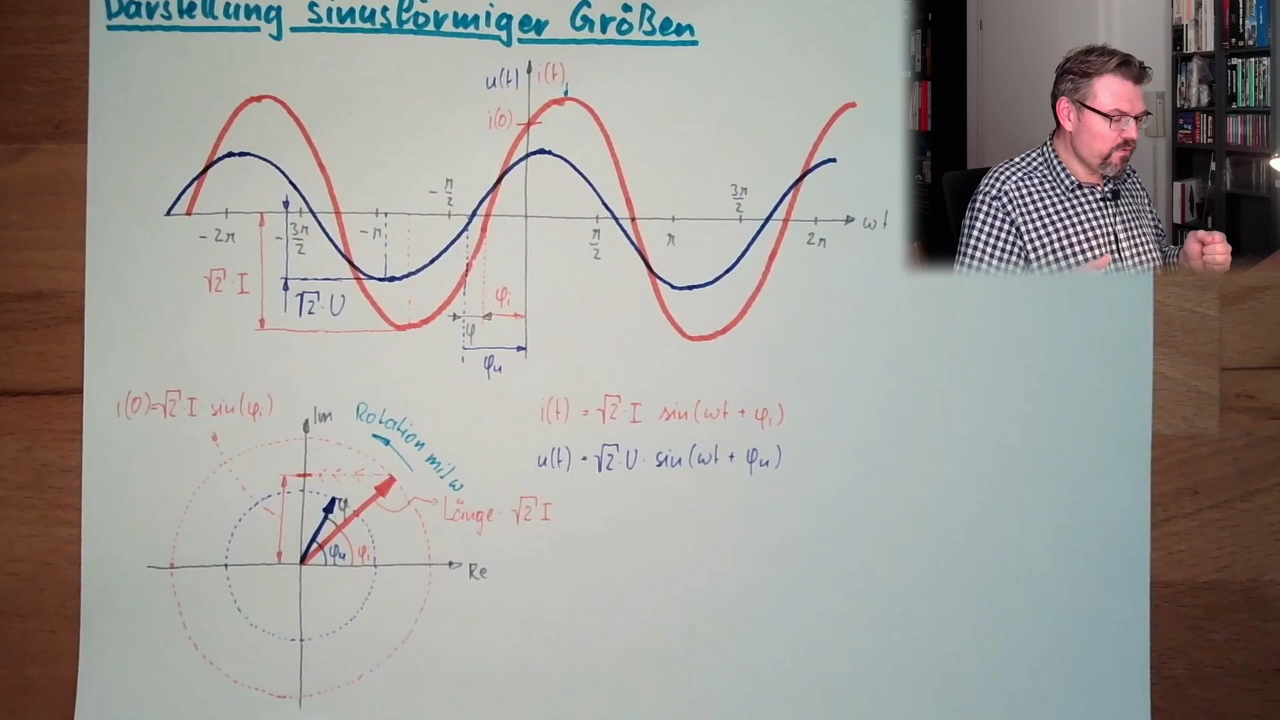 Darstellung sinusförmiger Größen
u(t) i(t)
i(0)
-2π -3π/2 -π -π/2 π/2 π 3π/2 2π ωt
√2·I
√2·U
φ φi
φu
i(0)=√2·I·sin(φi)
Im
Rotation mit ω
i(t) = √2·I sin(ωt + φi)
u(t) = √2·U·sin(ωt + φu)
φ
Länge √2 I
φu φi
Re